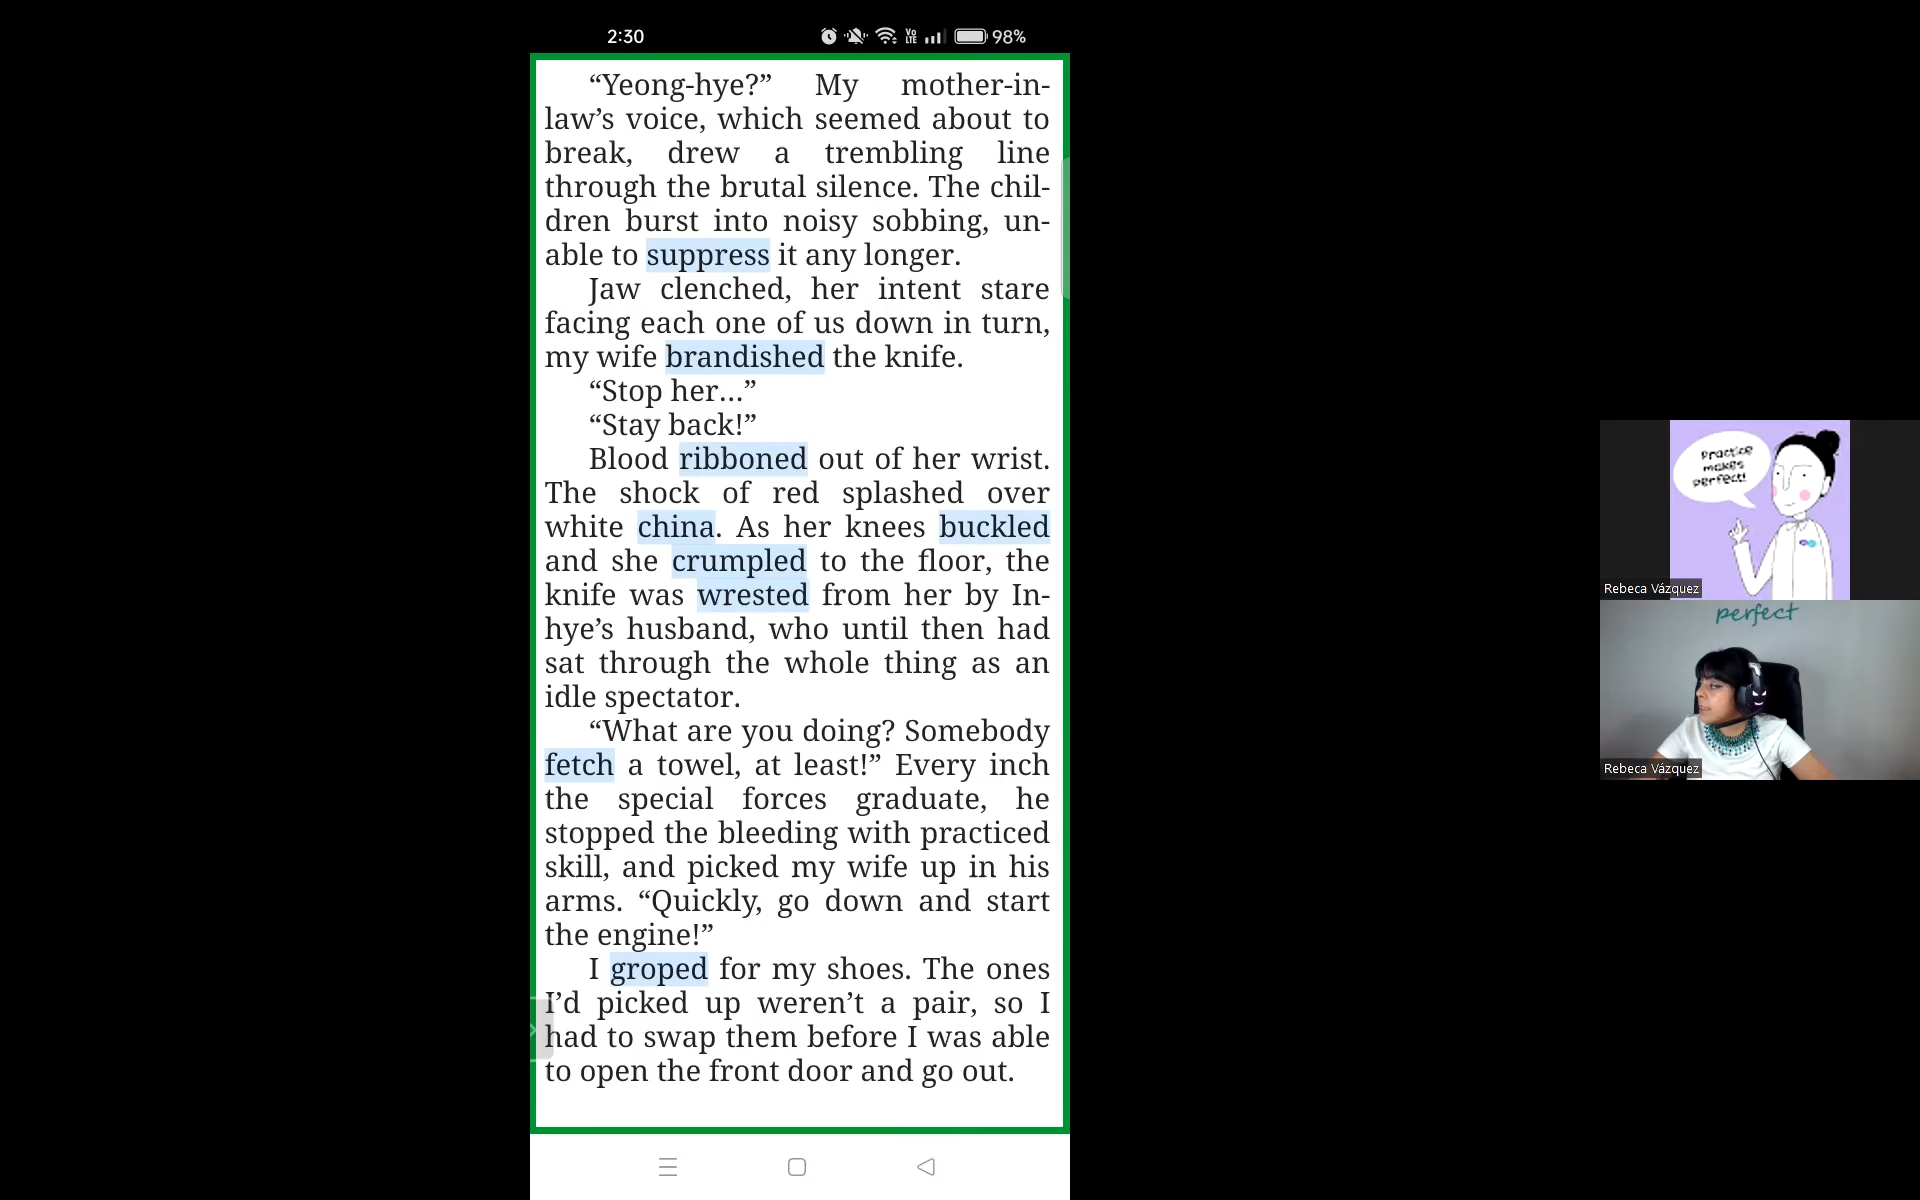 2:30
Vo
LTE
98%
“Yeong-hye?” My mother-in-
law’s voice, which seemed about to
break, drew a trembling line
through the brutal silence. The chil-
dren burst into noisy sobbing, un-
able to suppress it any longer.
Jaw clenched, her intent stare
facing each one of us down in turn,
my wife brandished the knife.
“Stop her…”
“Stay back!”
Blood ribboned out of her wrist.
The shock of red splashed over
white china. As her knees buckled
and she crumpled to the floor, the
knife was wrested from her by In-
hye’s husband, who until then had
sat through the whole thing as an
idle spectator.
“What are you doing? Somebody
fetch a towel, at least!” Every inch
the special forces graduate, he
stopped the bleeding with practiced
skill, and picked my wife up in his
arms. “Quickly, go down and start
the engine!”
I groped for my shoes. The ones
I’d picked up weren’t a pair, so I
had to swap them before I was able
to open the front door and go out.
Practice
makes
perfect!
Rebeca Vázquez
perfect
Rebeca Vázquez